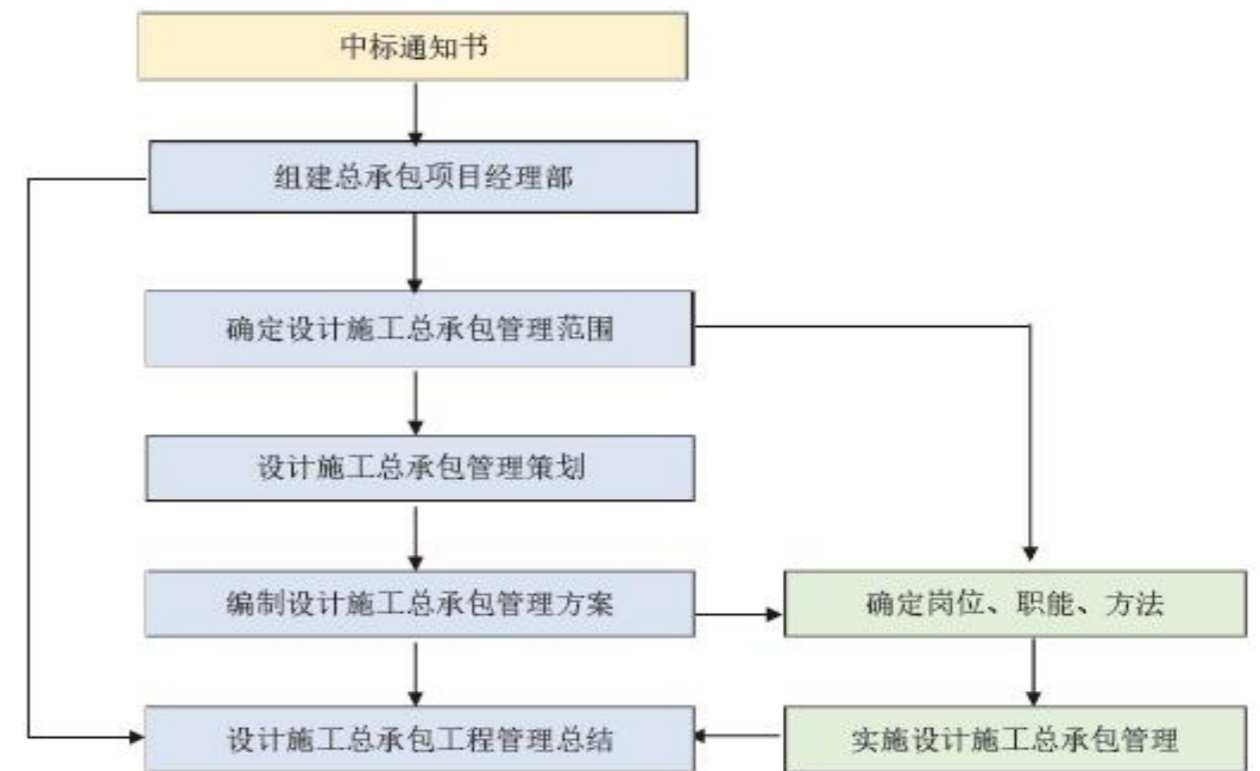 中标通知书
组建总承包项目经理部
确定设计施工总承包管理范围
设计施工总承包管理策划
编制设计施工总承包管理方案
确定岗位、职能、方法
设计施工总承包工程管理总结
实施设计施工总承包管理